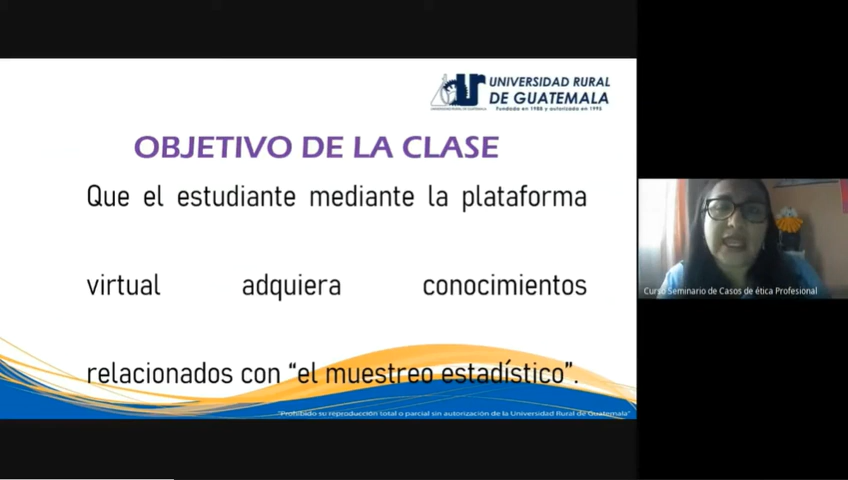 UNIVERSIDAD RURAL
DE GUATEMALA
Fundada en 1988 y autorizada en 1995
OBJETIVO DE LA CLASE
Que el estudiante mediante la plataforma
virtual adquiera conocimientos
relacionados con “el muestreo estadístico”.
"Prohibido su reproducción total o parcial sin autorización de la Universidad Rural de Guatemala"
Curso Seminario de Casos de ética Profesional